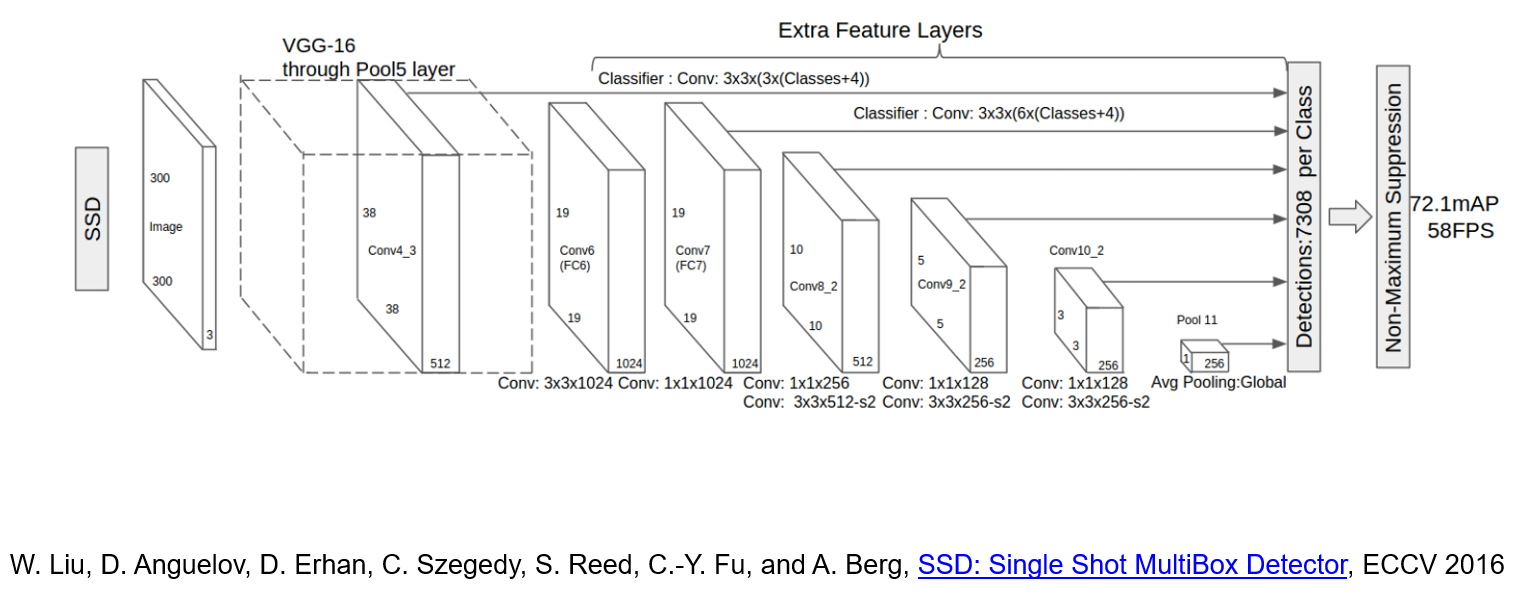 Extra Feature Layers
VGG-16
through Pool5 layer
Classifier : Conv: 3x3x(3x(Classes+4))
Classifier : Conv: 3x3x(6x(Classes+4))
SSD
300
Image
300
3
38
Conv4_3
38
512
19
Conv6
(FC6)
19
1024
19
Conv7
(FC7)
19
1024
10
Conv8_2
10
512
5
Conv9_2
5
256
Conv10_2
3
3
256
Pool 11
1
256
Conv: 3x3x1024
Conv: 1x1x1024
Conv: 1x1x256
Conv: 3x3x512-s2
Conv: 1x1x128
Conv: 3x3x256-s2
Conv: 1x1x128
Conv: 3x3x256-s2
Avg Pooling:Global
Detections:7308 per Class
Non-Maximum Suppression
72.1mAP
58FPS
W. Liu, D. Anguelov, D. Erhan, C. Szegedy, S. Reed, C.-Y. Fu, and A. Berg, SSD: Single Shot MultiBox Detector, ECCV 2016